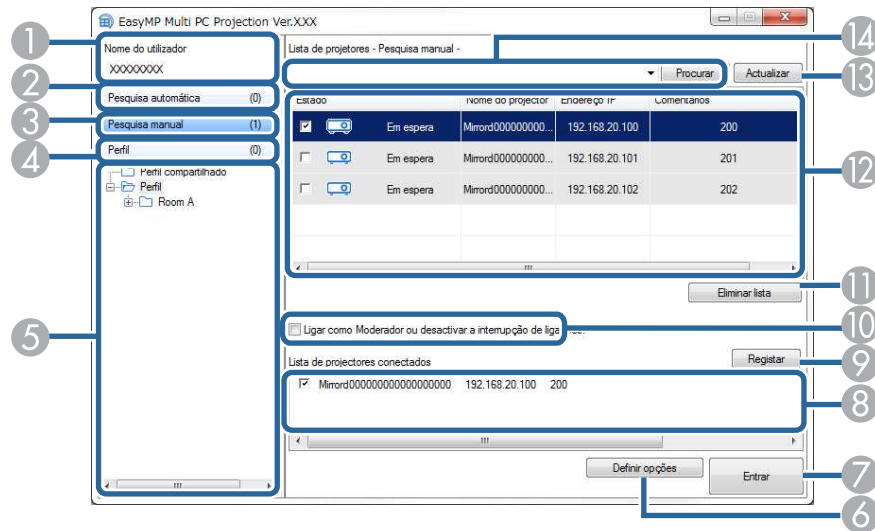 EasyMP Multi PC Projection Ver.XXX
1
Nome do utilizador
XXXXXXXX
2
Pesquisa automática (0)
3
Pesquisa manual (1)
4
Perfil (0)
5
Perfil compartilhado
Perfil
Room A
Lista de projetores - Pesquisa manual -
14
Procurar
Actualizar
13
Estado Nome do projector Endereço IP Comentários
Em espera Mirrord000000000... 192.168.20.100 200
Em espera Mirrord000000000... 192.168.20.101 201
Em espera Mirrord000000000... 192.168.20.102 202
12
Eliminar lista
11
Ligar como Moderador ou desactivar a interrupção de liga
10
Lista de projectores conectados
Registar
9
Mirrord00000000000000000000 192.168.20.100 200
8
Definir opções
Entrar
7
6